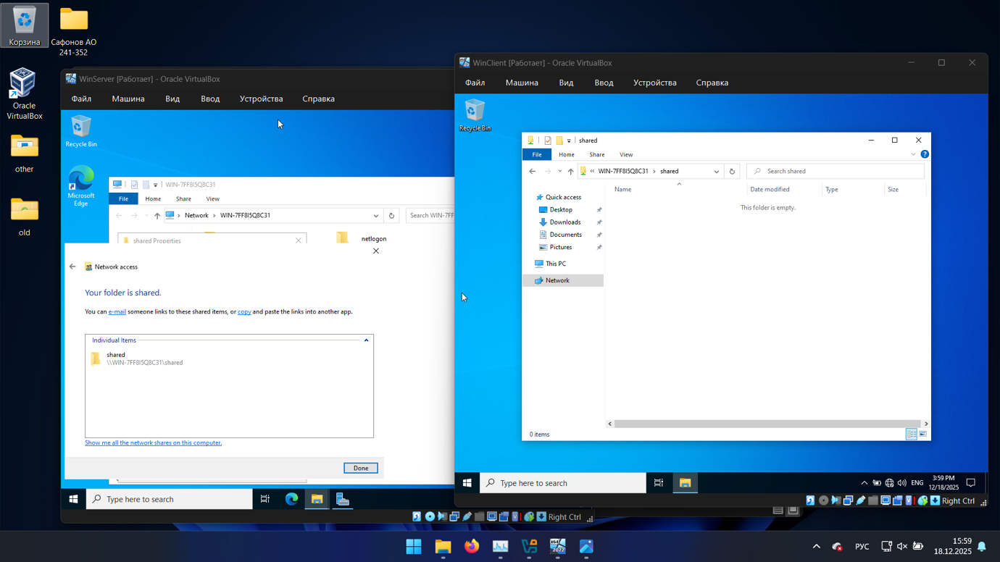 Корзина
Сафонов АО
241-352
Oracle
VirtualBox
other
old
WinServer [Работает] - Oracle VirtualBox
Файл Машина Вид Ввод Устройства Справка
Recycle Bin
Microsoft
Edge
WIN-7FF8I5Q8C31
File Home Share View
Network > WIN-7FF8I5Q8C31
Search WIN-7FF
shared Properties
netlogon
Network access
Your folder is shared.
You can e-mail someone links to these shared items, or copy and paste the links into another app.
Individual Items
shared
\\WIN-7FF8I5Q8C31\shared
Show me all the network shares on this computer.
Done
Type here to search
Right Ctrl
WinClient [Работает] - Oracle VirtualBox
Файл Машина Вид Ввод Устройства Справка
Recycle Bin
shared
File Home Share View
« WIN-7FF8I5Q8C31 > shared
Search shared
Name Date modified Type Size
Quick access
Desktop
Downloads
Documents
Pictures
This PC
Network
This folder is empty.
0 items
Type here to search
ENG
3:59 PM
12/18/2025
Right Ctrl
x64
2022
РУС
15:59
18.12.2025